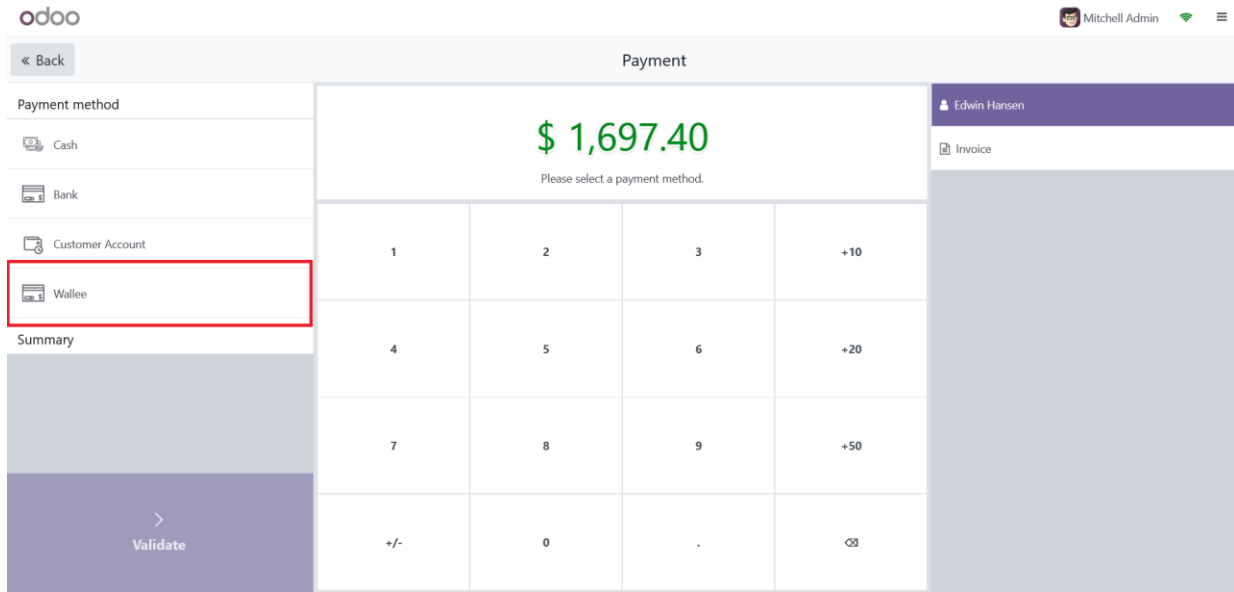 odoo
Mitchell Admin
« Back
Payment
Payment method
Cash
Bank
Customer Account
Wallee
Summary
Validate
$ 1,697.40
Please select a payment method.
1 2 3 +10
4 5 6 +20
7 8 9 +50
+/- 0 .
Edwin Hansen
Invoice